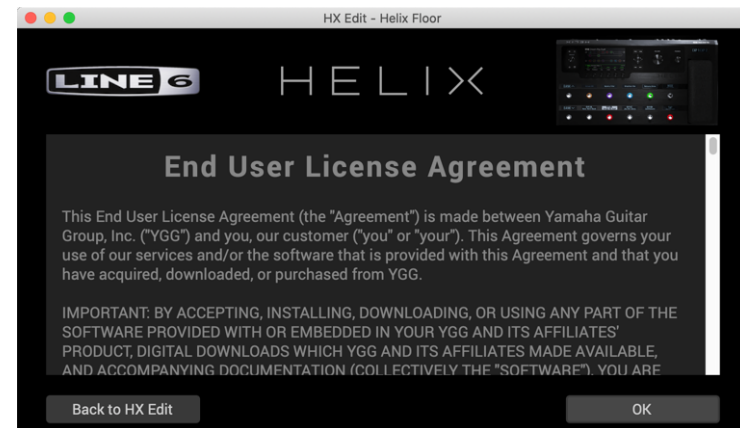 HX Edit - Helix Floor
LINE 6
HELIX
End User License Agreement
This End User License Agreement (the "Agreement") is made between Yamaha Guitar
Group, Inc. ("YGG") and you, our customer ("you" or "your"). This Agreement governs your
use of our services and/or the software that is provided with this Agreement and that you
have acquired, downloaded, or purchased from YGG.
IMPORTANT: BY ACCEPTING, INSTALLING, DOWNLOADING, OR USING ANY PART OF THE
SOFTWARE PROVIDED WITH OR EMBEDDED IN YOUR YGG AND ITS AFFILIATES'
PRODUCT, DIGITAL DOWNLOADS WHICH YGG AND ITS AFFILIATES MADE AVAILABLE,
AND ACCOMPANYING DOCUMENTATION (COLLECTIVELY THE "SOFTWARE"), YOU ARE
Back to HX Edit
OK